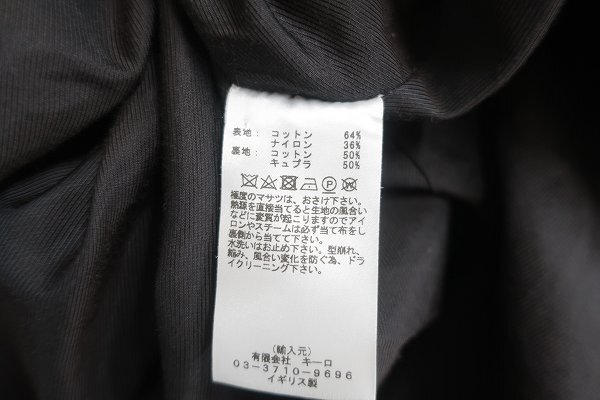 表地： コットン 64%
ナイロン 36%
裏地： コットン 50%
キュプラ 50%
極度のマサツは、おさけ下さい。
熱線を直接当てると生地の風合い
などに変質が起こりますのでアイ
ロンやスチームは必ず当て布をし
裏側から当てて下さい。
水洗いはお止め下さい。型崩れ、
縮み、風合い変化を防ぐ為、ドラ
イクリーニング下さい。
（輸入元）
有限会社 キーロ
03-3710-9696
イギリス製